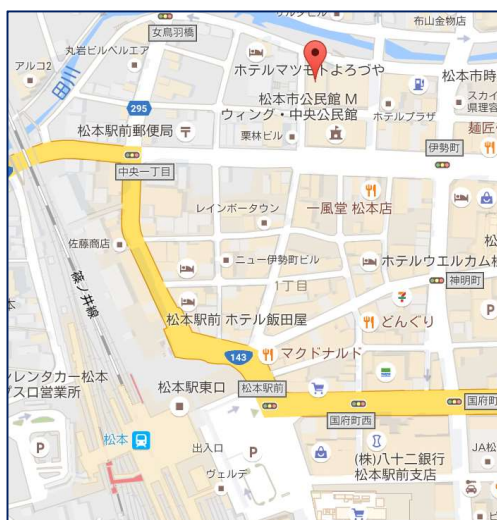 女鳥羽橋
布山金物店
丸岩ビルベルエア
アルコ2
田川
ホテルマツモトよろづや
松本市時
295
松本市公民館 M
ウィング・中央公民館
スカイ
県理容
ホテルプラザ
松本駅前郵便局
栗林ビル
麺匠
伊勢町
中央一丁目
一風堂 松本店
レインボータウン
佐藤商店
ニュー伊勢町ビル
ホテルウエルカム松
神明町
1丁目
篠ノ井線
P
松本駅前 ホテル飯田屋
どんぐり
143
マクドナルド
レンタカー松本
営業所
松本駅東口
松本駅前
国府町
国府町西
松本
出入口
P
P
(株)八十二銀行
松本駅前支店
JA松
ヴェルデ